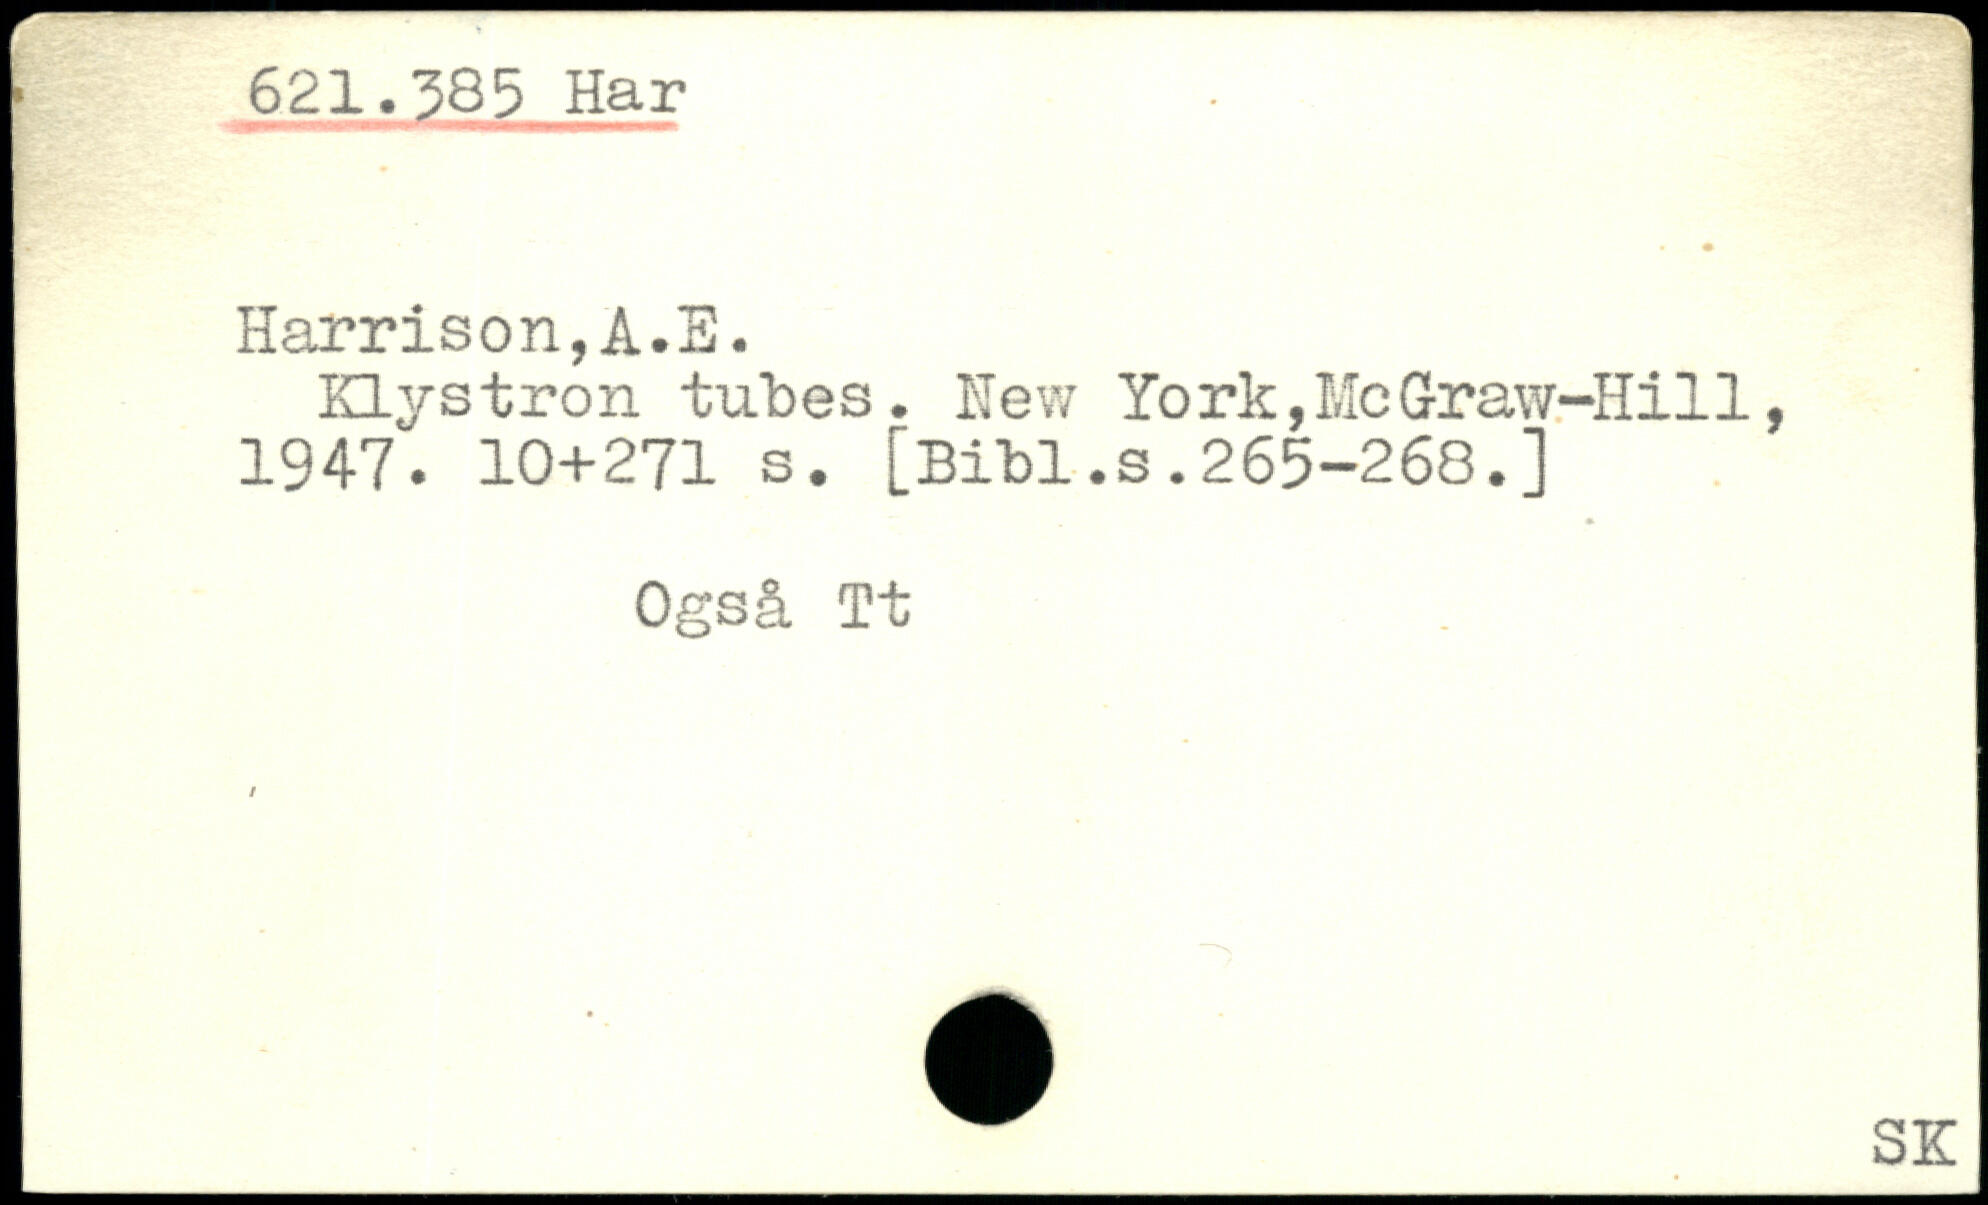 621.385 Har
Harrison,A.E.
Klystron tubes. New York,McGraw-Hill,
1947. 10+271 s. [Bibl.s.265-268.]
Også Tt
SK